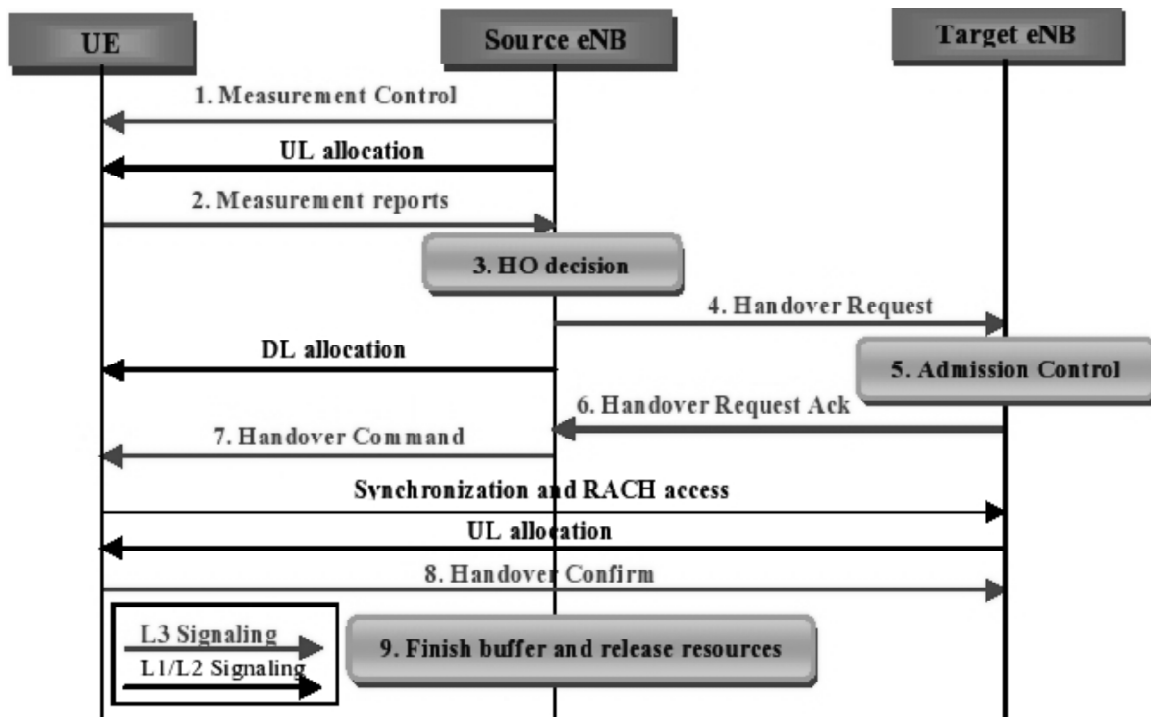 UE
Source eNB
Target eNB
1. Measurement Control
UL allocation
2. Measurement reports
3. HO decision
4. Handover Request
DL allocation
5. Admission Control
6. Handover Request Ack
7. Handover Command
Synchronization and RACH access
UL allocation
8. Handover Confirm
L3 Signaling
L1/L2 Signaling
9. Finish buffer and release resources